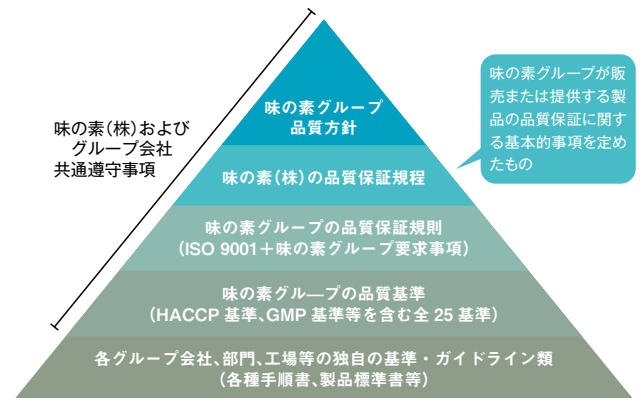 味の素グループ
品質方針
味の素(株)および
グループ会社
共通遵守事項
味の素グループが販
売または提供する製
品の品質保証に関す
る基本的事項を定め
たもの
味の素(株)の品質保証規程
味の素グループの品質保証規則
(ISO 9001+味の素グループ要求事項)
味の素グル―プの品質基準
(HACCP 基準、GMP 基準等を含む全 25 基準)
各グループ会社、部門、工場等の独自の基準・ガイドライン類
(各種手順書、製品標準書等)